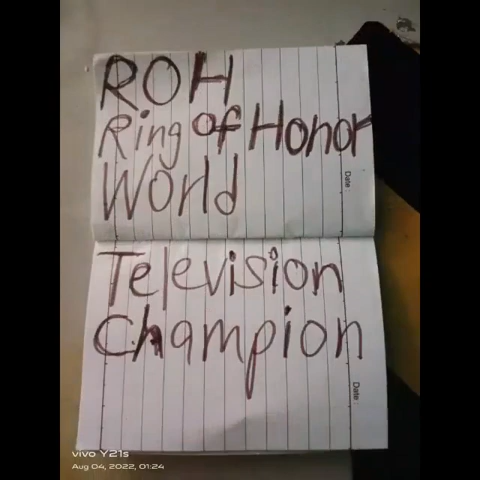 ROH
Ring of Honor
World
Date :
Television
Champion
Date :
vivo Y21s
Aug 04, 2022, 01:24